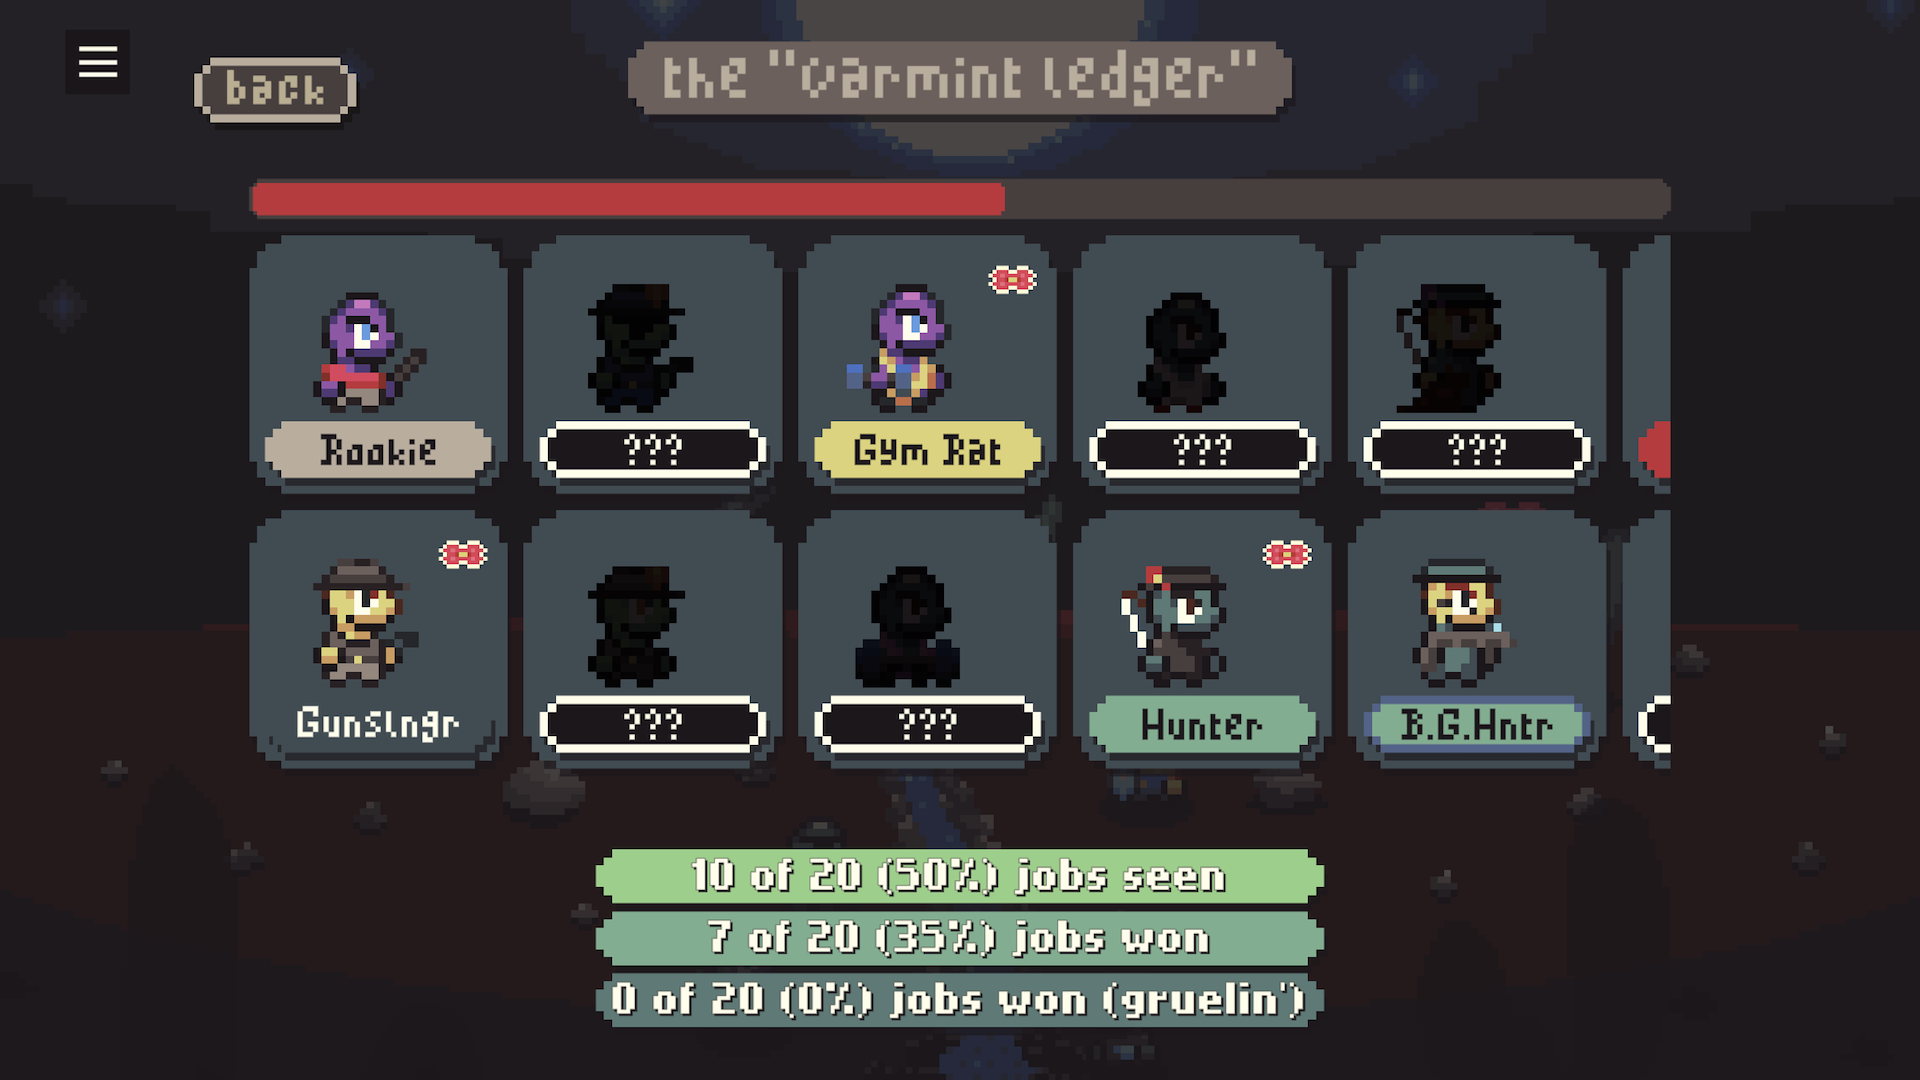 back
the "varmint ledger"
Rookie
???
Gym Rat
???
???
Gunslngr
???
???
Hunter
B.G.Hntr
10 of 20 (50%) jobs seen
7 of 20 (35%) jobs won
0 of 20 (0%) jobs won (gruelin')